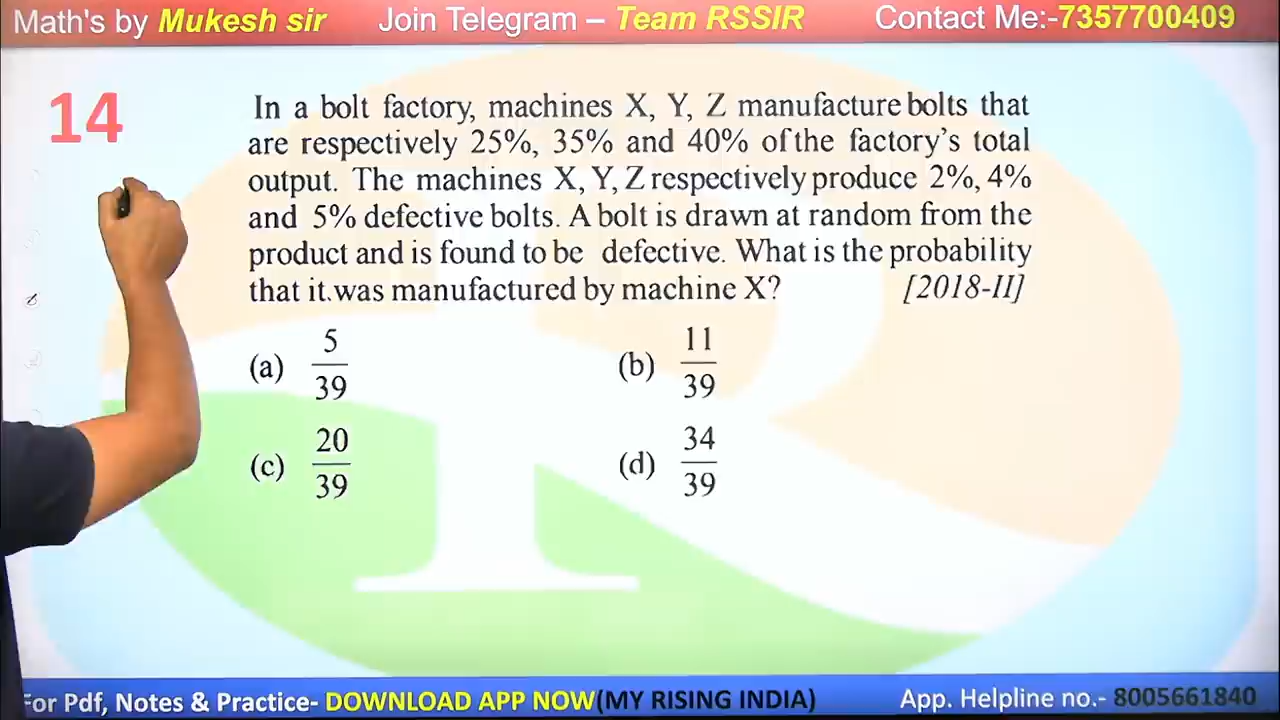 Math's by Mukesh sir Join Telegram – Team RSSIR Contact Me:-7357700409
14
In a bolt factory, machines X, Y, Z manufacture bolts that
are respectively 25%, 35% and 40% of the factory's total
output. The machines X, Y, Z respectively produce 2%, 4%
and 5% defective bolts. A bolt is drawn at random from the
product and is found to be defective. What is the probability
that it.was manufactured by machine X? [2018-II]
(a) 5/39 (b) 11/39
(c) 20/39 (d) 34/39
For Pdf, Notes & Practice- DOWNLOAD APP NOW(MY RISING INDIA) App. Helpline no.- 8005661840